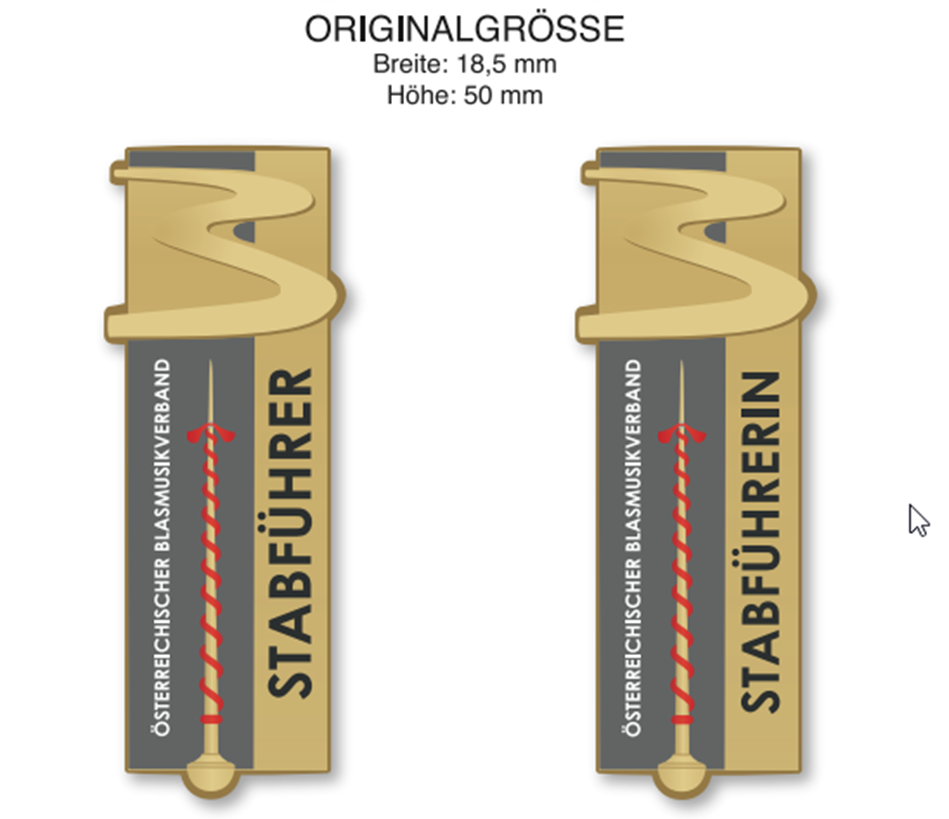 ORIGINALGRÖSSE
Breite: 18,5 mm
Höhe: 50 mm
ÖSTERREICHISCHER BLASMUSIKVERBAND
STABFÜHRER
ÖSTERREICHISCHER BLASMUSIKVERBAND
STABFÜHRERIN